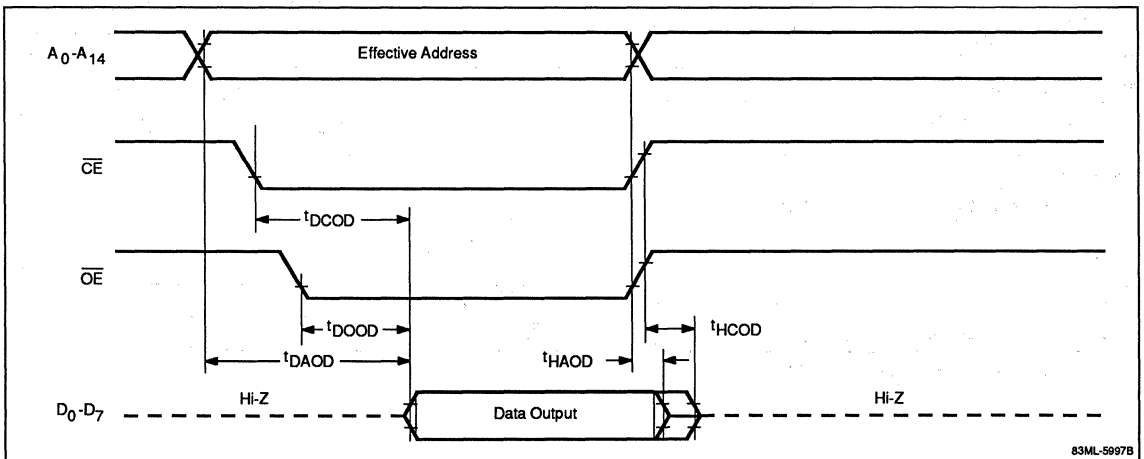 A0-A14
Effective Address
CE
tDCOD
OE
tDOOD
tHCOD
tDAOD
tHAOD
D0-D7
Hi-Z
Data Output
Hi-Z
83ML-5997B